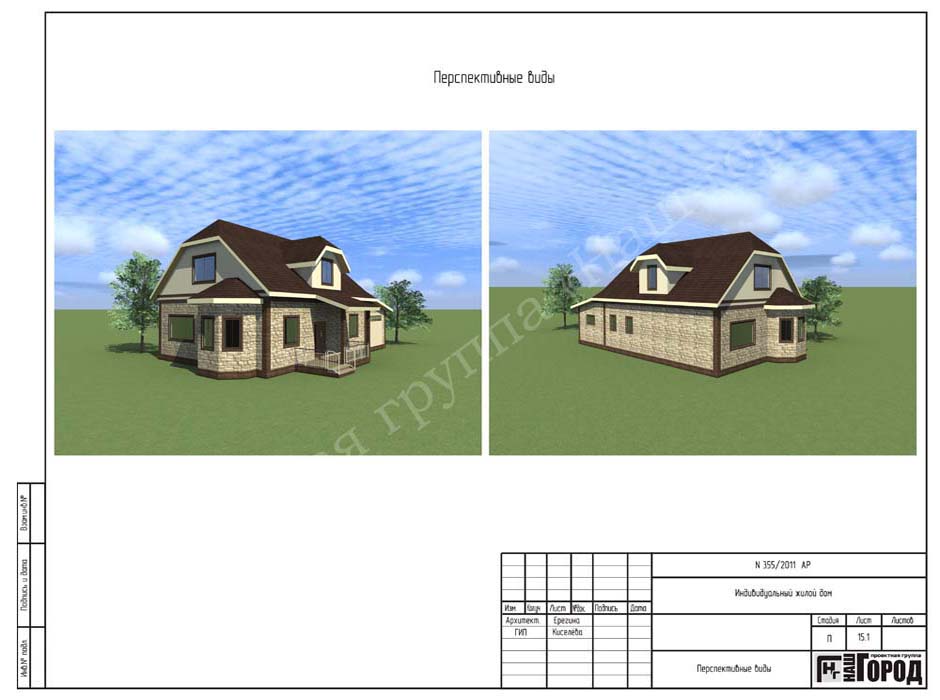 Перспективные виды
я группа "Наш гор
Взам инв №
Подпись и дата
Инв № подл.
N 355/2011 АР
Индивидуальный жилой дом
Изм. Кол.уч Лист №док. Подпись Дата
Архитект. Ерегина
ГИП Киселёва
Стадия Лист Листов
П 15.1
Перспективные виды
НГ НАШ ГОРОД
проектная группа